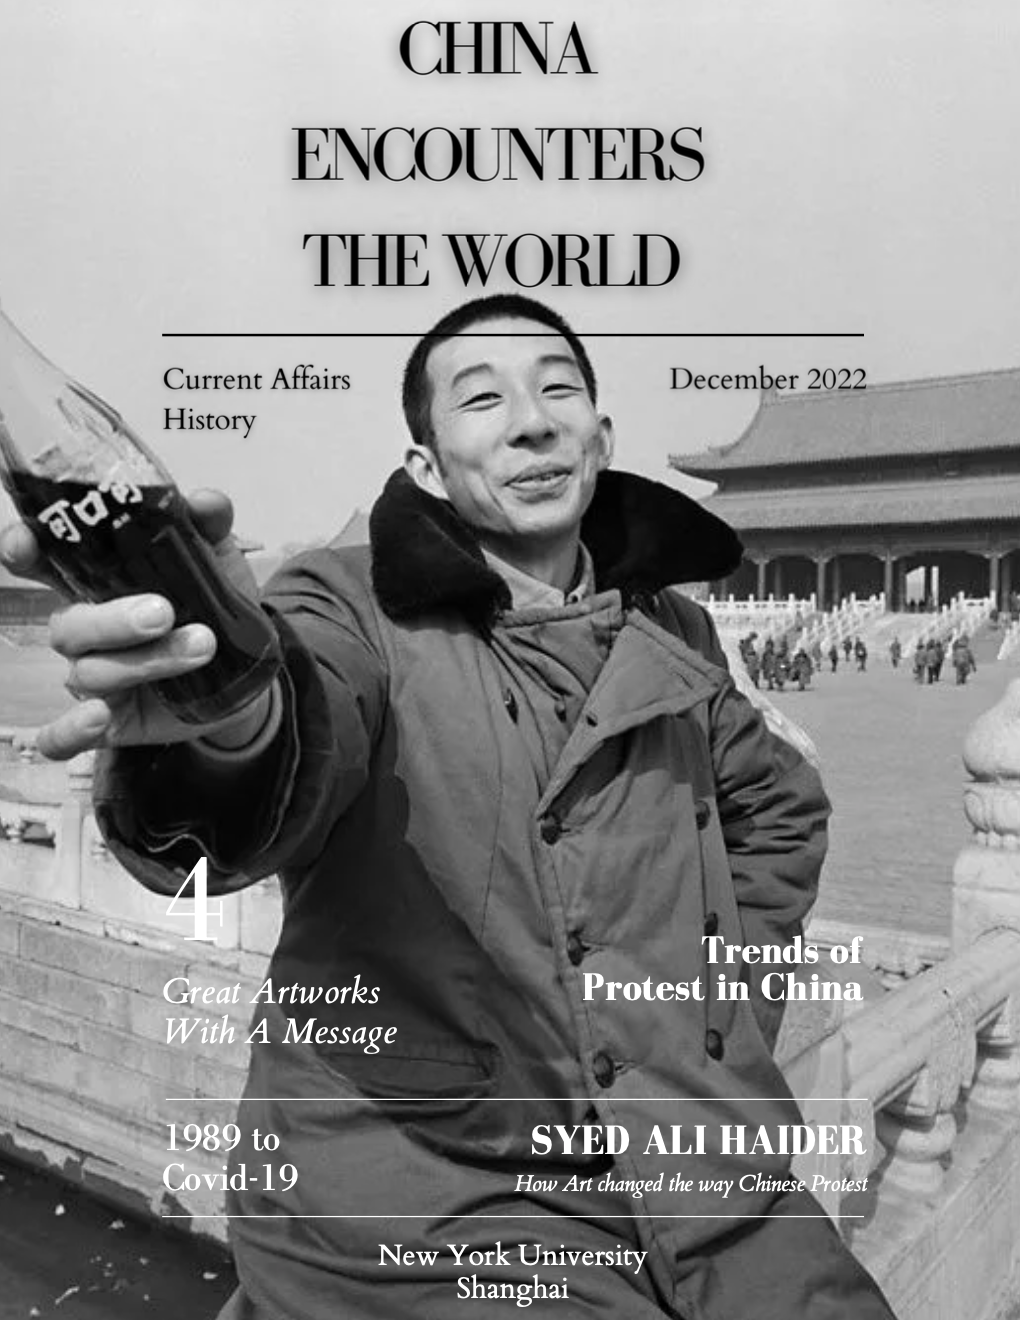 CHINA
ENCOUNTERS
THE WORLD
Current Affairs
History
December 2022
可口可
4
Great Artworks
With A Message
Trends of
Protest in China
1989 to
Covid-19
SYED ALI HAIDER
How Art changed the way Chinese Protest
New York University
Shanghai